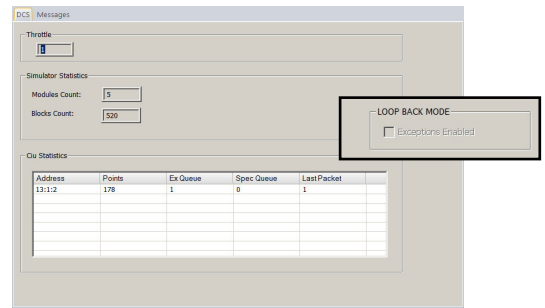 DCS Messages
Throttle
1
Simulator Statistics
Modules Count: 5
Blocks Count: 520
LOOP BACK MODE
Exceptions Enabled
Ciu Statistics
Address Points Ex Queue Spec Queue Last Packet
13:1:2 178 1 0 1